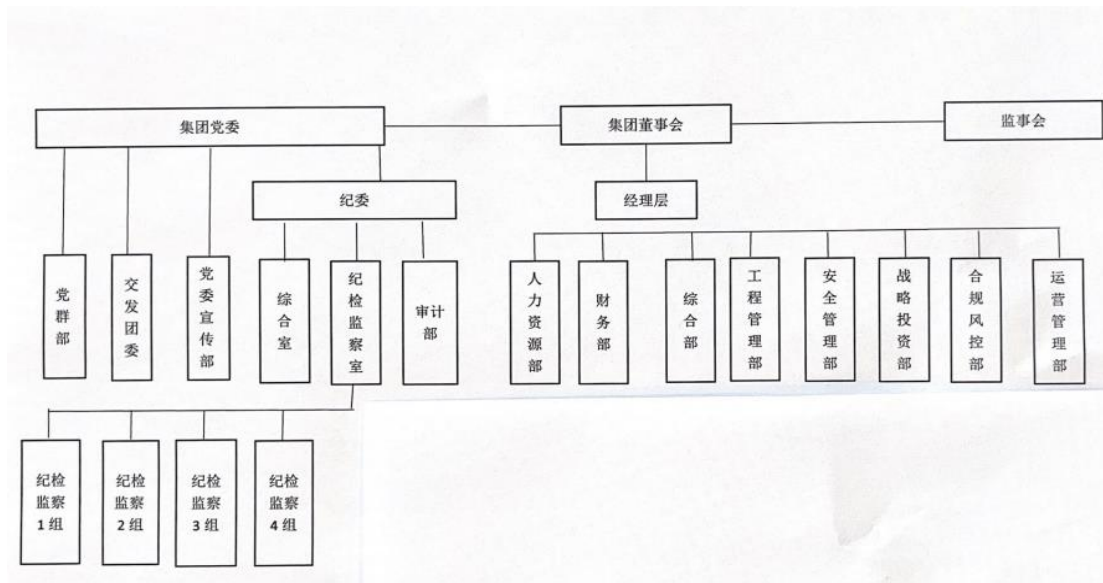 集团党委
集团董事会
监事会
纪委
经理层
党群部
交发团委
党委宣传部
综合室
纪检监察室
审计部
人力资源部
财务部
综合部
工程管理部
安全管理部
战略投资部
合规风控部
运营管理部
纪检
监察
1组
纪检
监察
2组
纪检
监察
3组
纪检
监察
4组